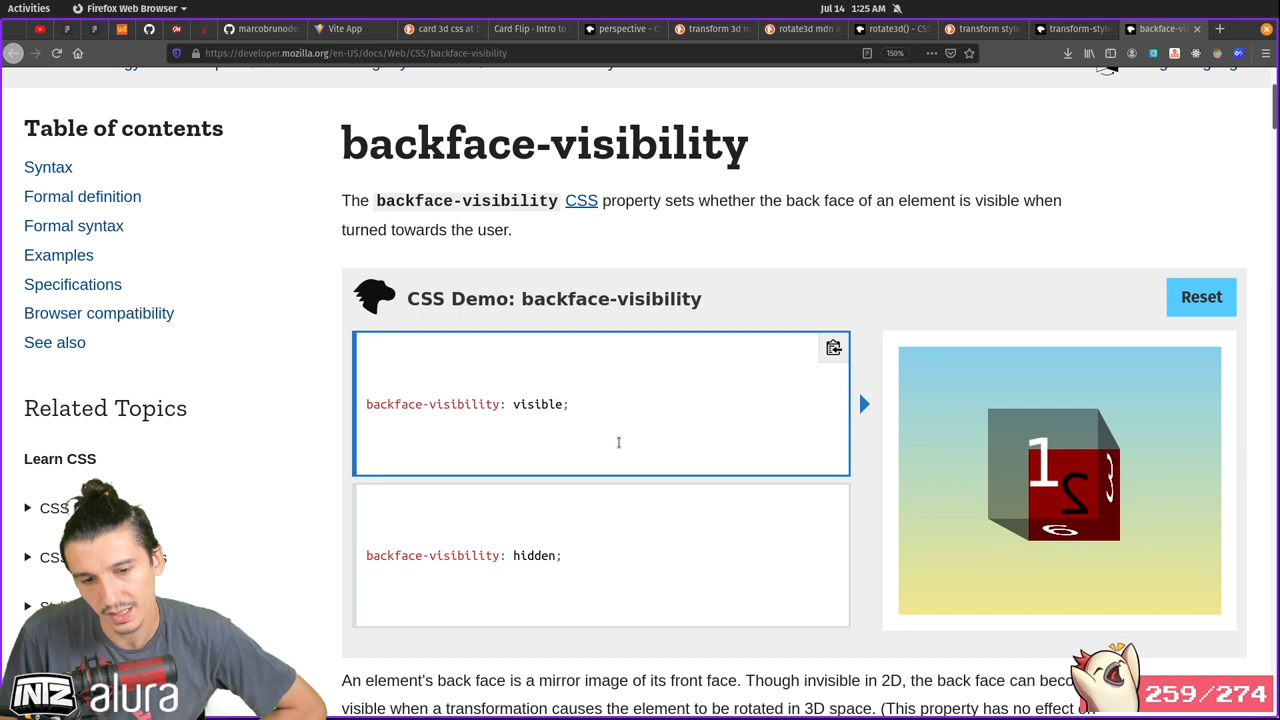 Activities
Firefox Web Browser
Jul 14 1:25 AM
marcobrunode
Vite App
card 3d css at D
Card Flip - Intro to
perspective - C
transform 3d m
rotate3d mdn a
rotate3d() - CSS
transform style
transform-style
backface-vis
https://developer.mozilla.org/en-US/docs/Web/CSS/backface-visibility
150%
Table of contents
Syntax
Formal definition
Formal syntax
Examples
Specifications
Browser compatibility
See also
Related Topics
Learn CSS
CSS
backface-visibility
The backface-visibility CSS property sets whether the back face of an element is visible when
turned towards the user.
CSS Demo: backface-visibility
Reset
backface-visibility: visible;
backface-visibility: hidden;
1
2
3
6
An element's back face is a mirror image of its front face. Though invisible in 2D, the back face can beco
visible when a transformation causes the element to be rotated in 3D space. (This property has no effect
INTZ alura
259/274